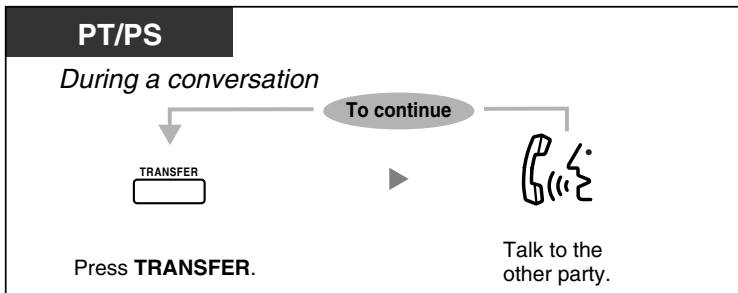 PT/PS
During a conversation
To continue
TRANSFER
Press TRANSFER.
Talk to the
other party.